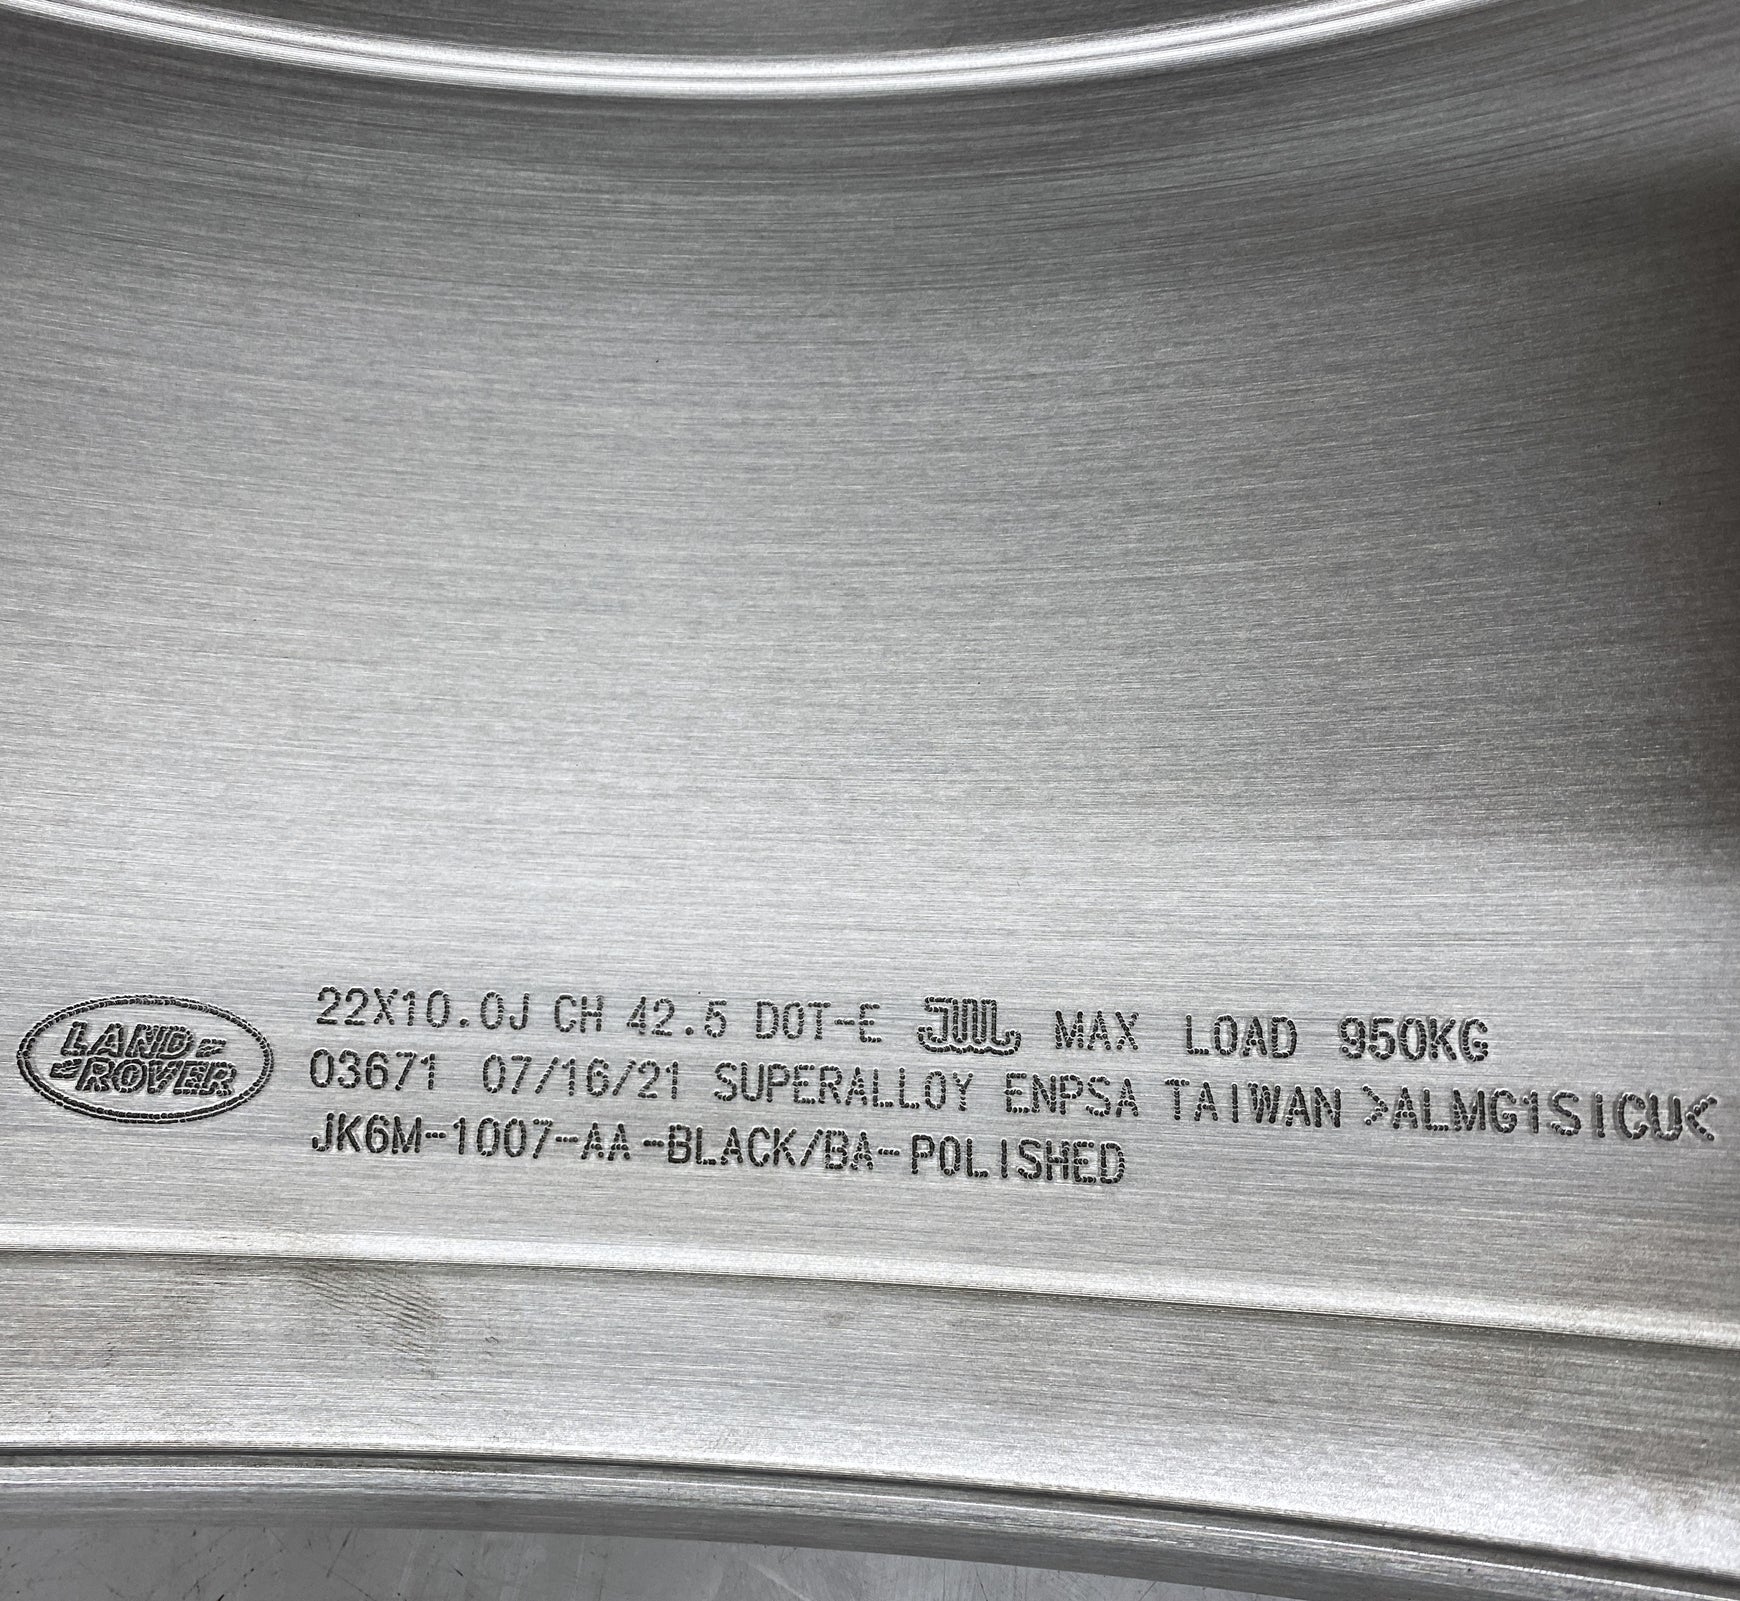 LAND ROVER
22X10.0J CH 42.5 DOT-E JWL MAX LOAD 950KG
03671 07/16/21 SUPERALLOY ENPSA TAIWAN >ALMG1SICU<
JK6M-1007-AA-BLACK/BA-POLISHED